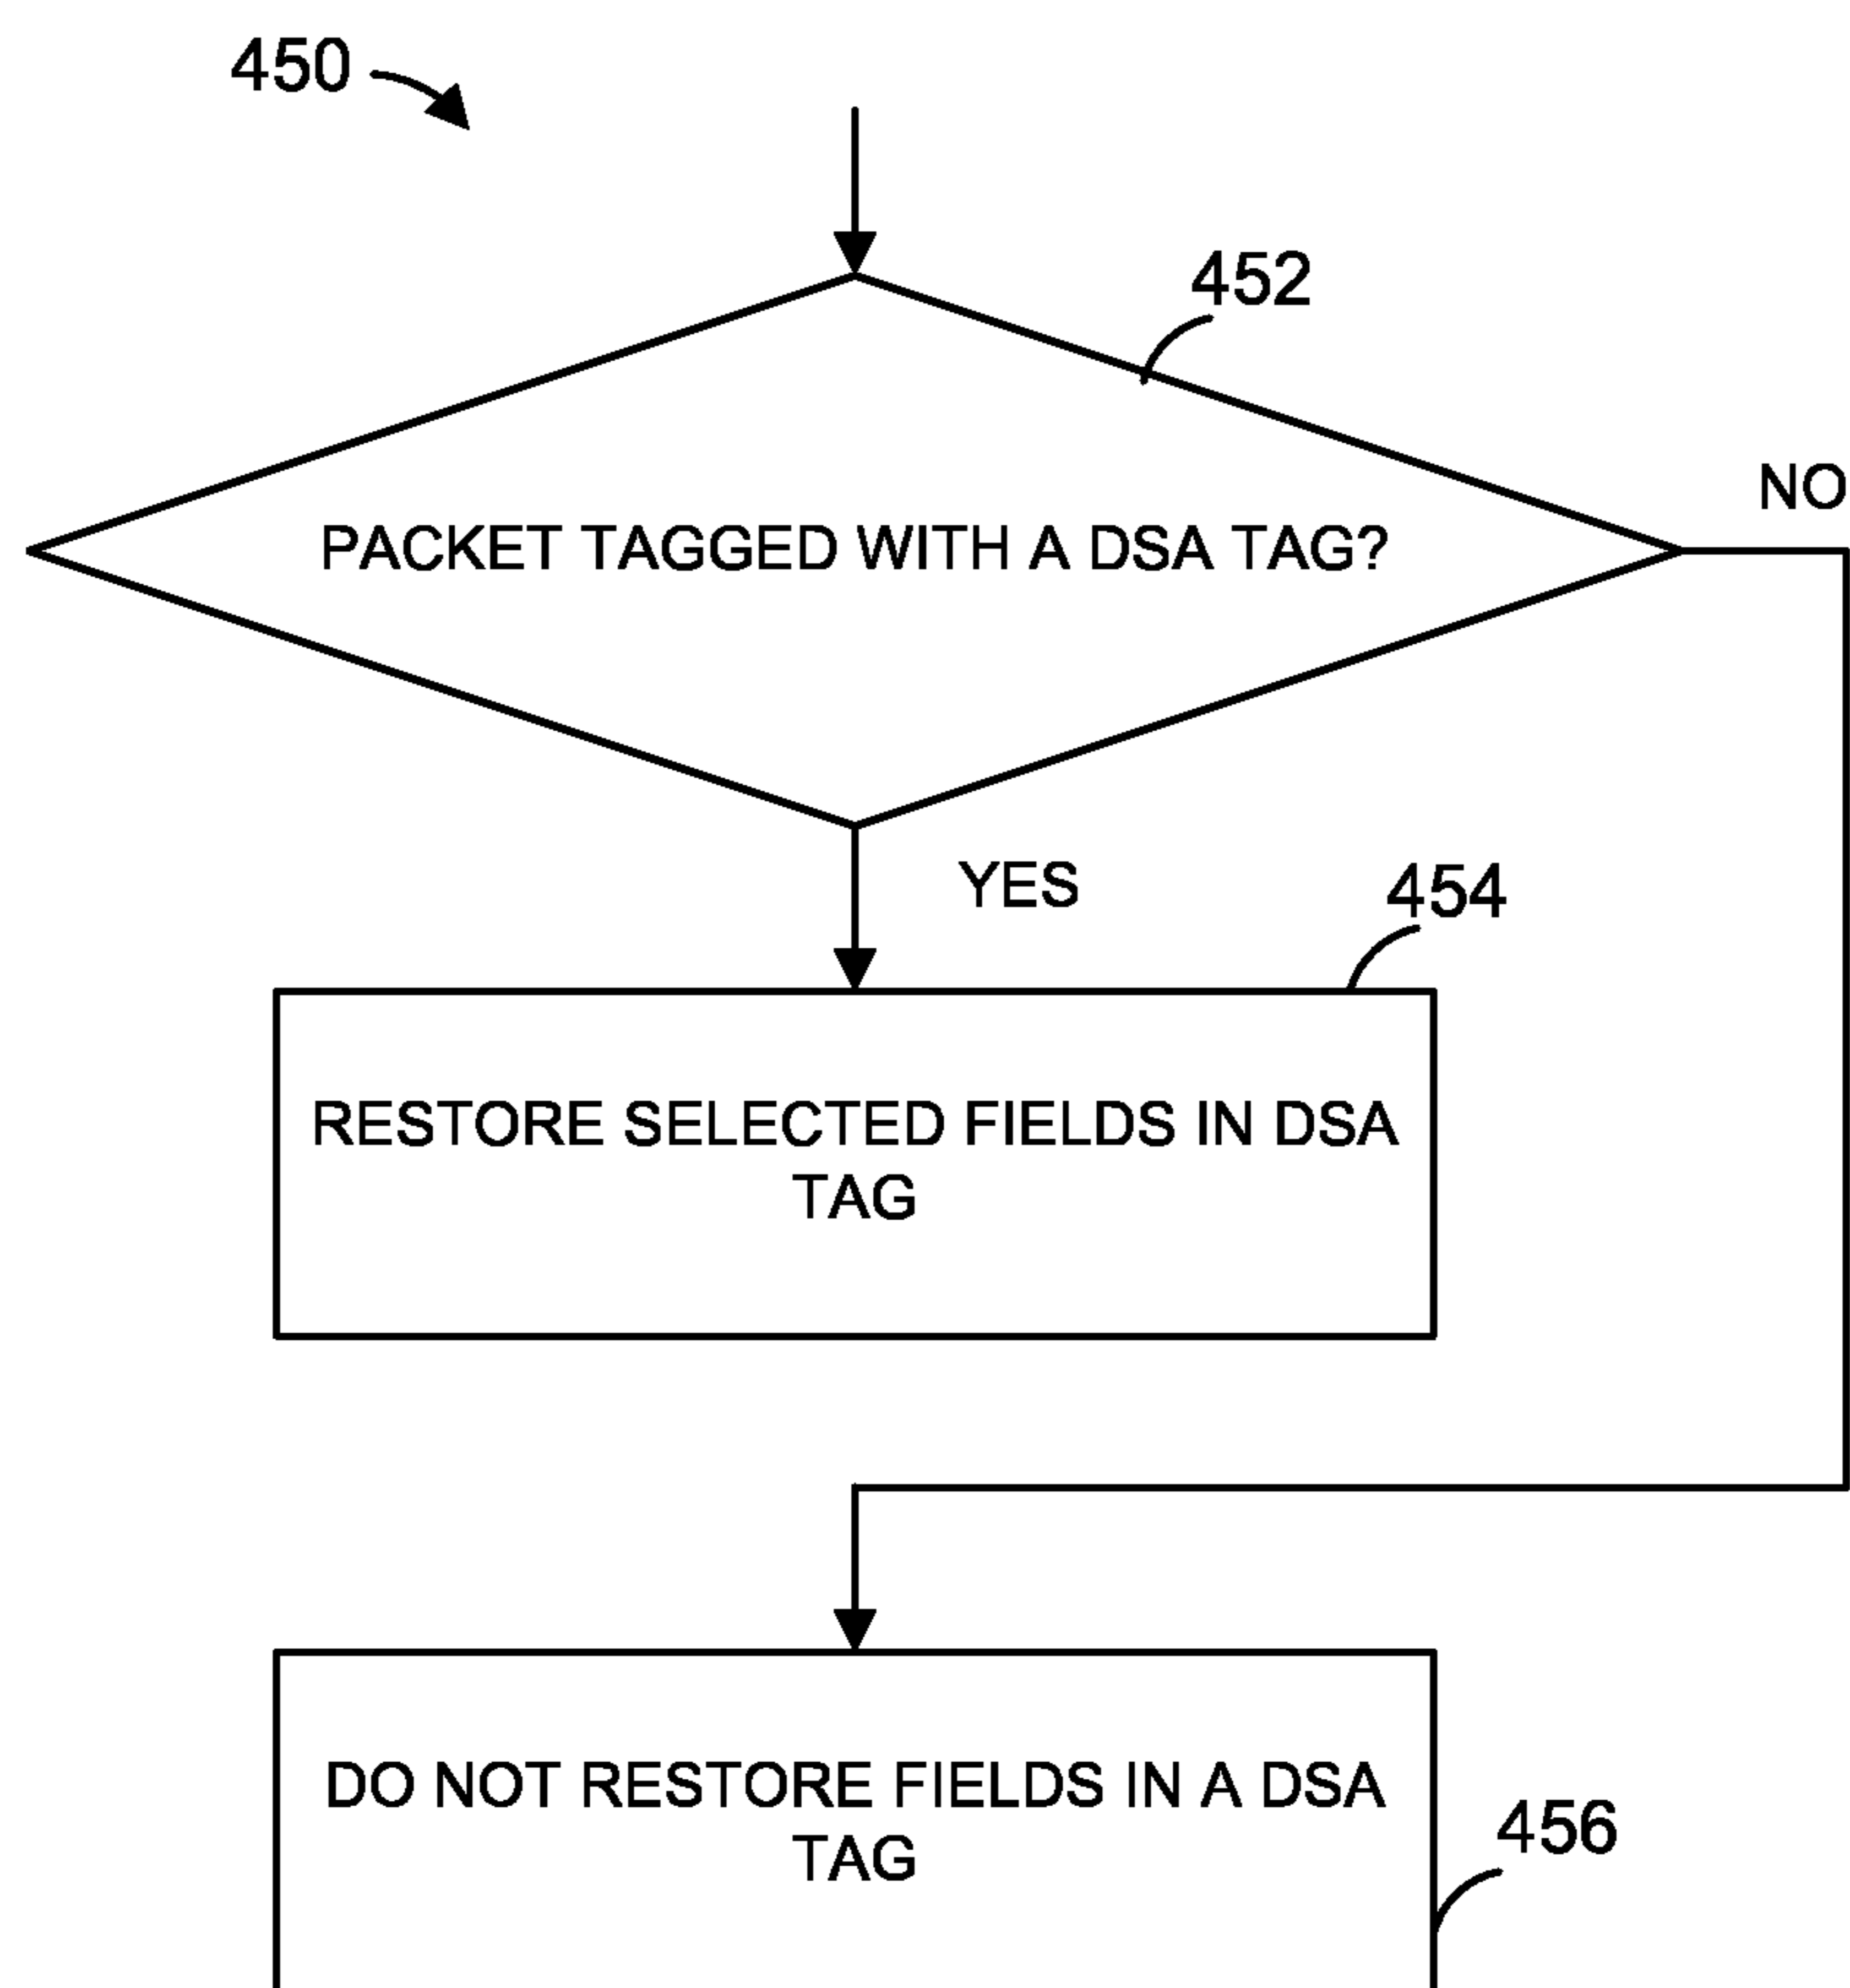 450
452
NO
PACKET TAGGED WITH A DSA TAG?
YES
454
RESTORE SELECTED FIELDS IN DSA
TAG
DO NOT RESTORE FIELDS IN A DSA
TAG
456